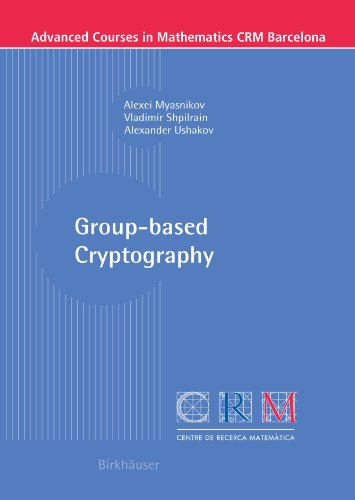 Advanced Courses in Mathematics CRM Barcelona
Alexei Myasnikov
Vladimir Shpilrain
Alexander Ushakov
Group-based
Cryptography
CRM
CENTRE DE RECERCA MATEMÀTICA
Birkhäuser